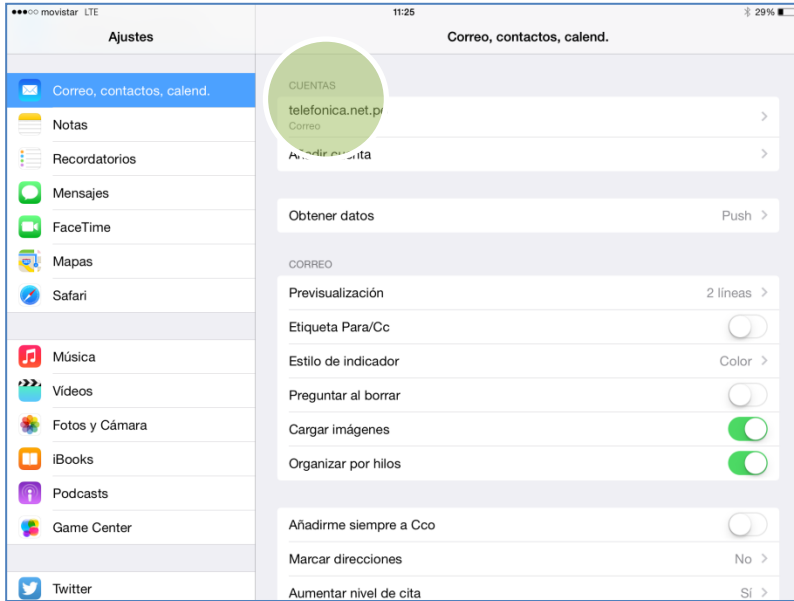 movistar LTE 11:25 29%
Ajustes
Correo, contactos, calend.
Correo, contactos, calend.
Notas
Recordatorios
Mensajes
FaceTime
Mapas
Safari
Música
Vídeos
Fotos y Cámara
iBooks
Podcasts
Game Center
Twitter
CUENTAS
telefonica.net.pe
Correo
Añadir cuenta
Obtener datos Push
CORREO
Previsualización 2 líneas
Etiqueta Para/Cc
Estilo de indicador Color
Preguntar al borrar
Cargar imágenes
Organizar por hilos
Añadirme siempre a Cco
Marcar direcciones No
Aumentar nivel de cita Sí